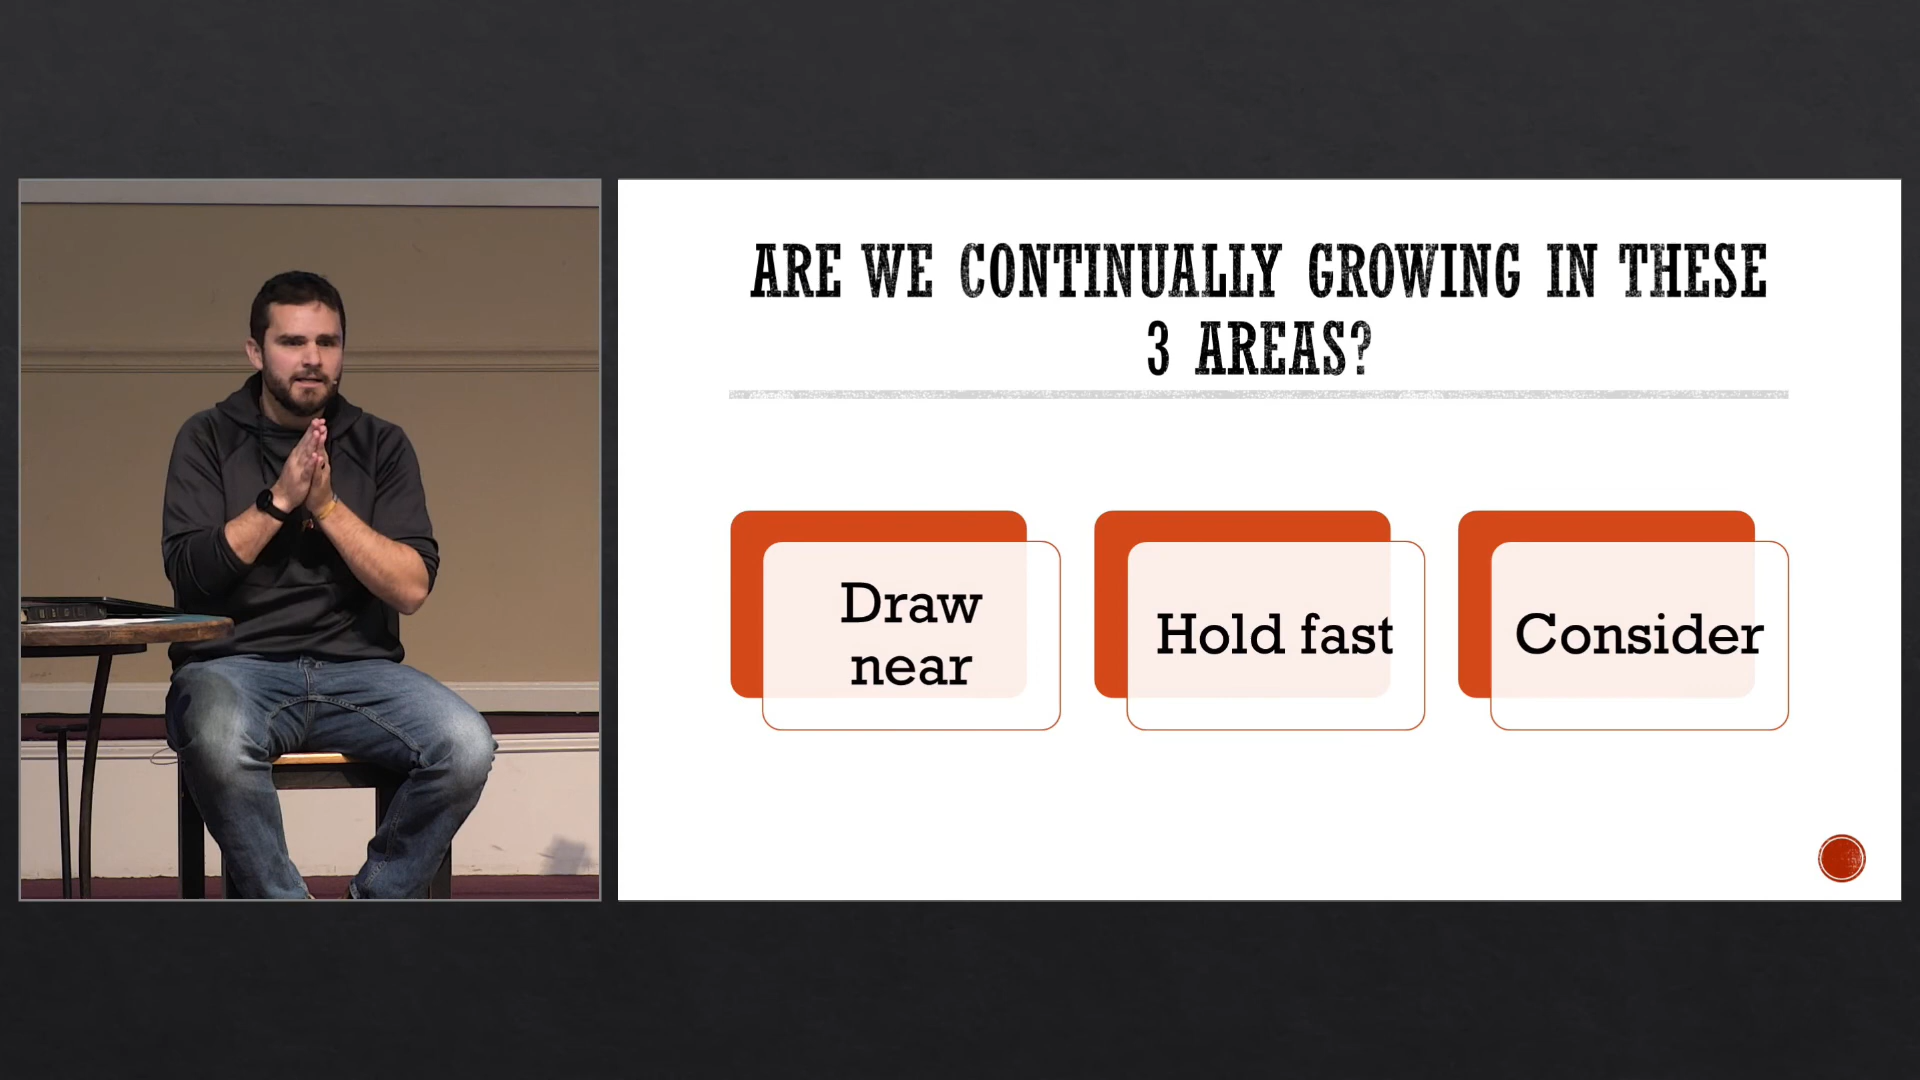 ARE WE CONTINUALLY GROWING IN THESE
3 AREAS?
Draw
near
Hold fast
Consider